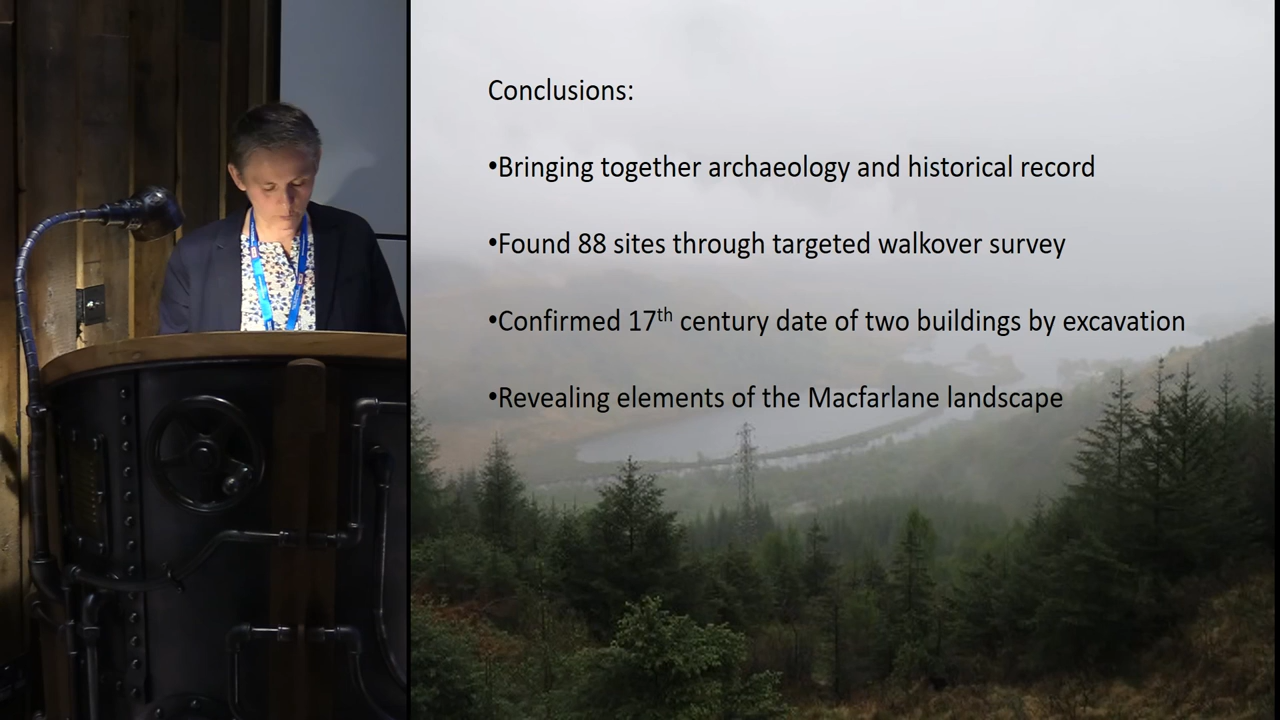 Conclusions:
•Bringing together archaeology and historical record
•Found 88 sites through targeted walkover survey
•Confirmed 17th century date of two buildings by excavation
•Revealing elements of the Macfarlane landscape